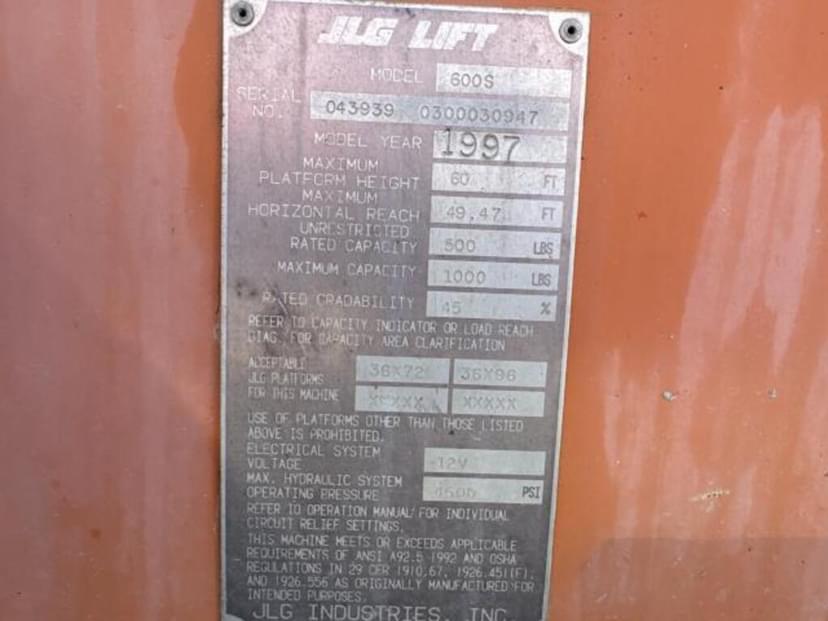 JLG LIFT
MODEL 600S
SERIAL NO. 043939 0300030947
MODEL YEAR 1997
MAXIMUM PLATFORM HEIGHT 60 FT
MAXIMUM HORIZONTAL REACH 49.47 FT
UNRESTRICTED RATED CAPACITY 500 LBS
MAXIMUM CAPACITY 1000 LBS
RATED GRADABILITY 45 %
REFER TO CAPACITY INDICATOR OR LOAD REACH
DIAG. FOR CAPACITY AREA CLARIFICATION
ACCEPTABLE JLG PLATFORMS FOR THIS MACHINE 36X72 36X96
XXXXX XXXXX
USE OF PLATFORMS OTHER THAN THOSE LISTED
ABOVE IS PROHIBITED.
ELECTRICAL SYSTEM VOLTAGE 12V
MAX. HYDRAULIC SYSTEM OPERATING PRESSURE 4500 PSI
REFER TO OPERATION MANUAL FOR INDIVIDUAL
CIRCUIT RELIEF SETTINGS.
THIS MACHINE MEETS OR EXCEEDS APPLICABLE
REQUIREMENTS OF ANSI A92.5 1992 AND OSHA
REGULATIONS IN 29 CFR 1910.67, 1926.451(F),
AND 1926.556 AS ORIGINALLY MANUFACTURED FOR
INTENDED PURPOSES.
JLG INDUSTRIES, INC.